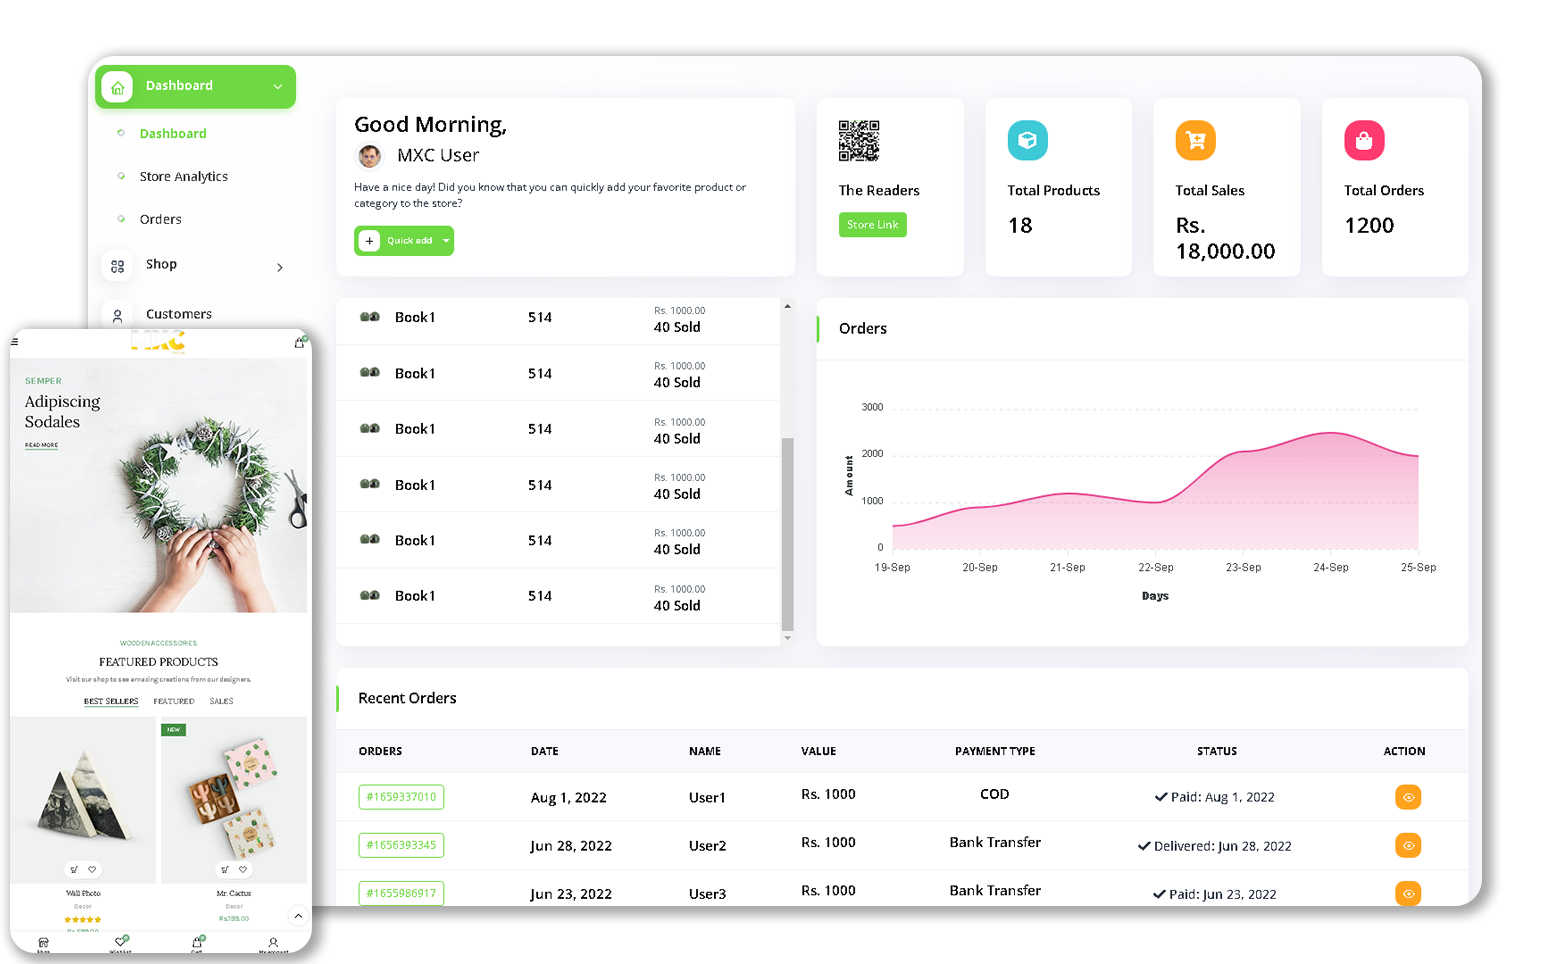 Dashboard
Dashboard
Store Analytics
Orders
Shop
Customers
Good Morning,
MXC User
Have a nice day! Did you know that you can quickly add your favorite product or
category to the store?
Quick add
The Readers
Store Link
Total Products
18
Total Sales
Rs.
18,000.00
Total Orders
1200
Book1 514 Rs. 1000.00
40 Sold
Book1 514 Rs. 1000.00
40 Sold
Book1 514 Rs. 1000.00
40 Sold
Book1 514 Rs. 1000.00
40 Sold
Book1 514 Rs. 1000.00
40 Sold
Book1 514 Rs. 1000.00
40 Sold
Orders
3000
2000
1000
0
Amount
19-Sep 20-Sep 21-Sep 22-Sep 23-Sep 24-Sep 25-Sep
Days
Recent Orders
ORDERS DATE NAME VALUE PAYMENT TYPE STATUS ACTION
#1659337010 Aug 1, 2022 User1 Rs. 1000 COD Paid: Aug 1, 2022
#1656393345 Jun 28, 2022 User2 Rs. 1000 Bank Transfer Delivered: Jun 28, 2022
#1655986917 Jun 23, 2022 User3 Rs. 1000 Bank Transfer Paid: Jun 23, 2022
MXC
SEMPER
Adipiscing
Sodales
READ MORE
WOODEN ACCESSORIES
FEATURED PRODUCTS
Visit our shop to see amazing creations from our designers.
BEST SELLERS FEATURED SALES
NEW
Wall Photo
Decor
Mr. Cactus
Decor
Rs.199.00
Shop Wishlist Cart My account